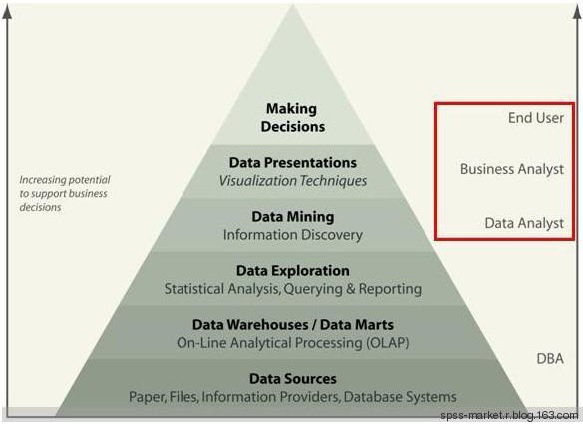 Making
Decisions
End User
Data Presentations
Visualization Techniques
Business Analyst
Increasing potential
to support business
decisions
Data Mining
Information Discovery
Data Analyst
Data Exploration
Statistical Analysis, Querying & Reporting
Data Warehouses / Data Marts
On-Line Analytical Processing (OLAP)
DBA
Data Sources
Paper, Files, Information Providers, Database Systems
spss-market.r.blog.163.com